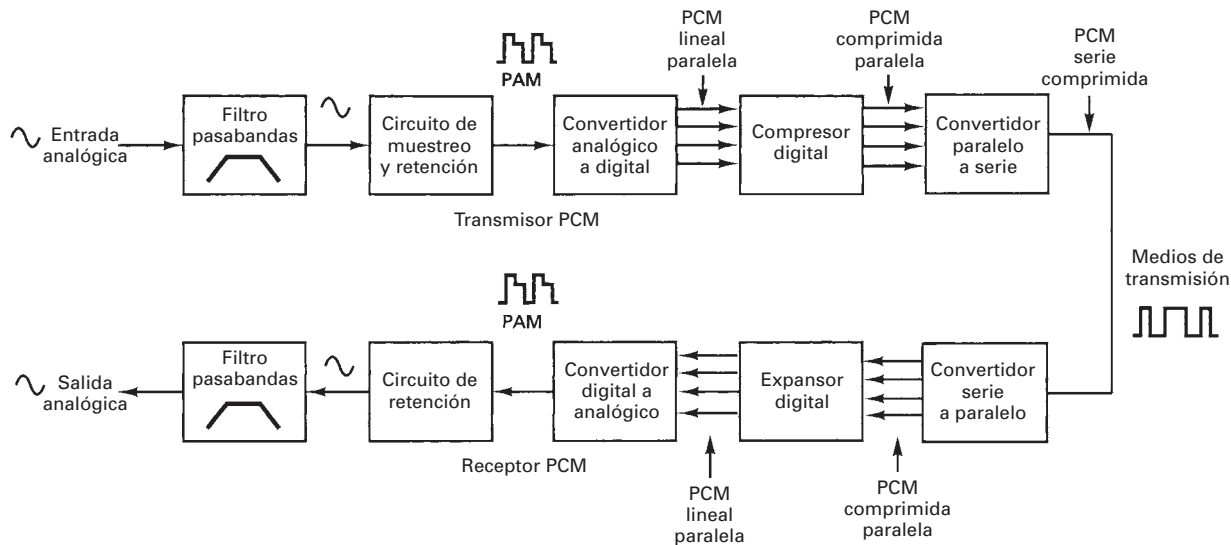 PCM
lineal
paralela
PCM
comprimida
paralela
PCM
serie
comprimida
PAM
Entrada
analógica
Filtro
pasabandas
Circuito de
muestreo
y retención
Convertidor
analógico
a digital
Compresor
digital
Convertidor
paralelo
a serie
Transmisor PCM
Medios de
transmisión
PAM
Salida
analógica
Filtro
pasabandas
Circuito de
retención
Convertidor
digital a
analógico
Expansor
digital
Convertidor
serie
a paralelo
Receptor PCM
PCM
lineal
paralela
PCM
comprimida
paralela